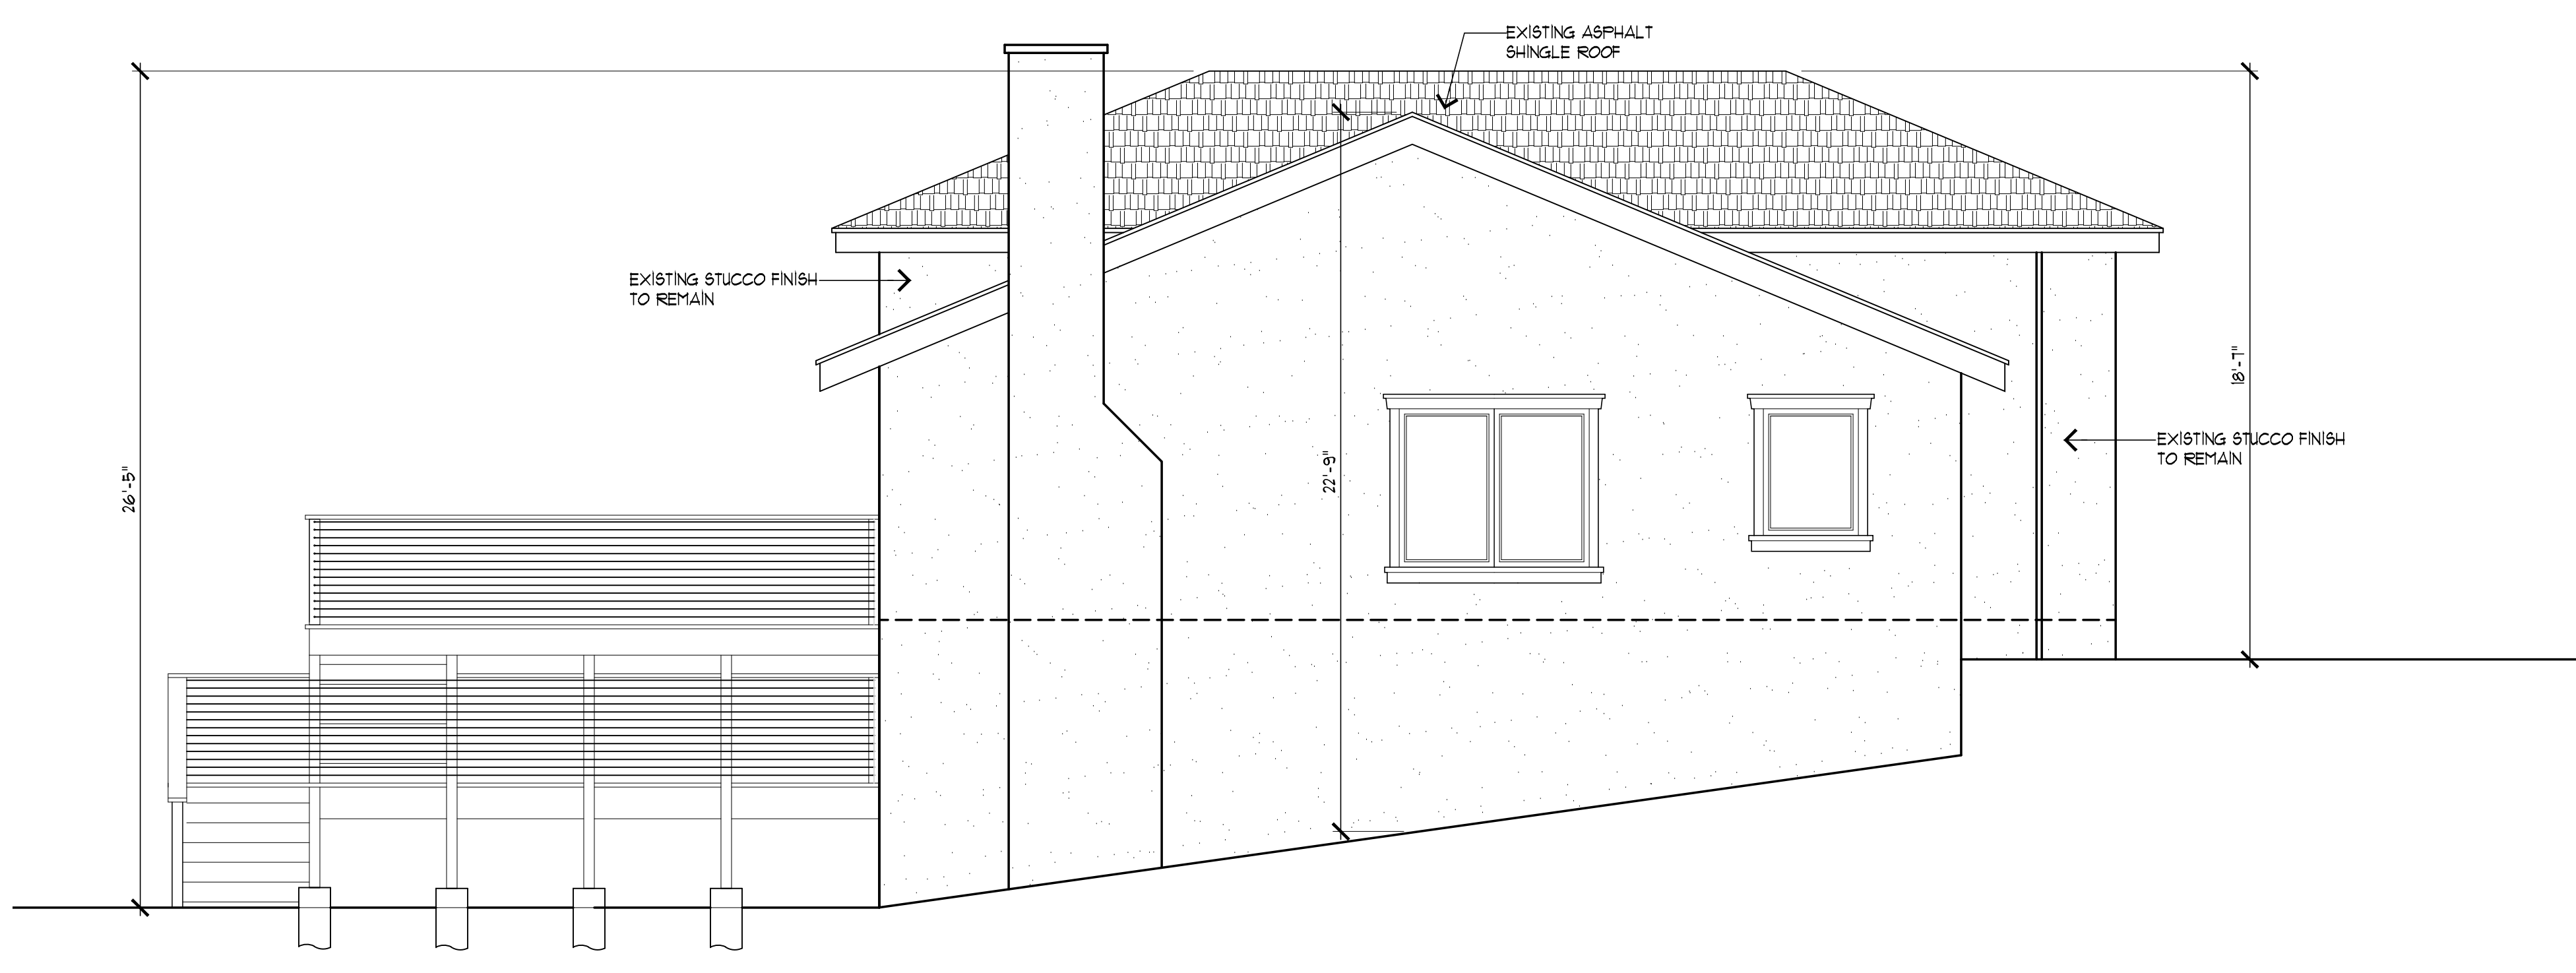 EXISTING ASPHALT
SHINGLE ROOF
EXISTING STUCCO FINISH
TO REMAIN
18'-7"
EXISTING STUCCO FINISH
TO REMAIN
22'-9"
26'-5"